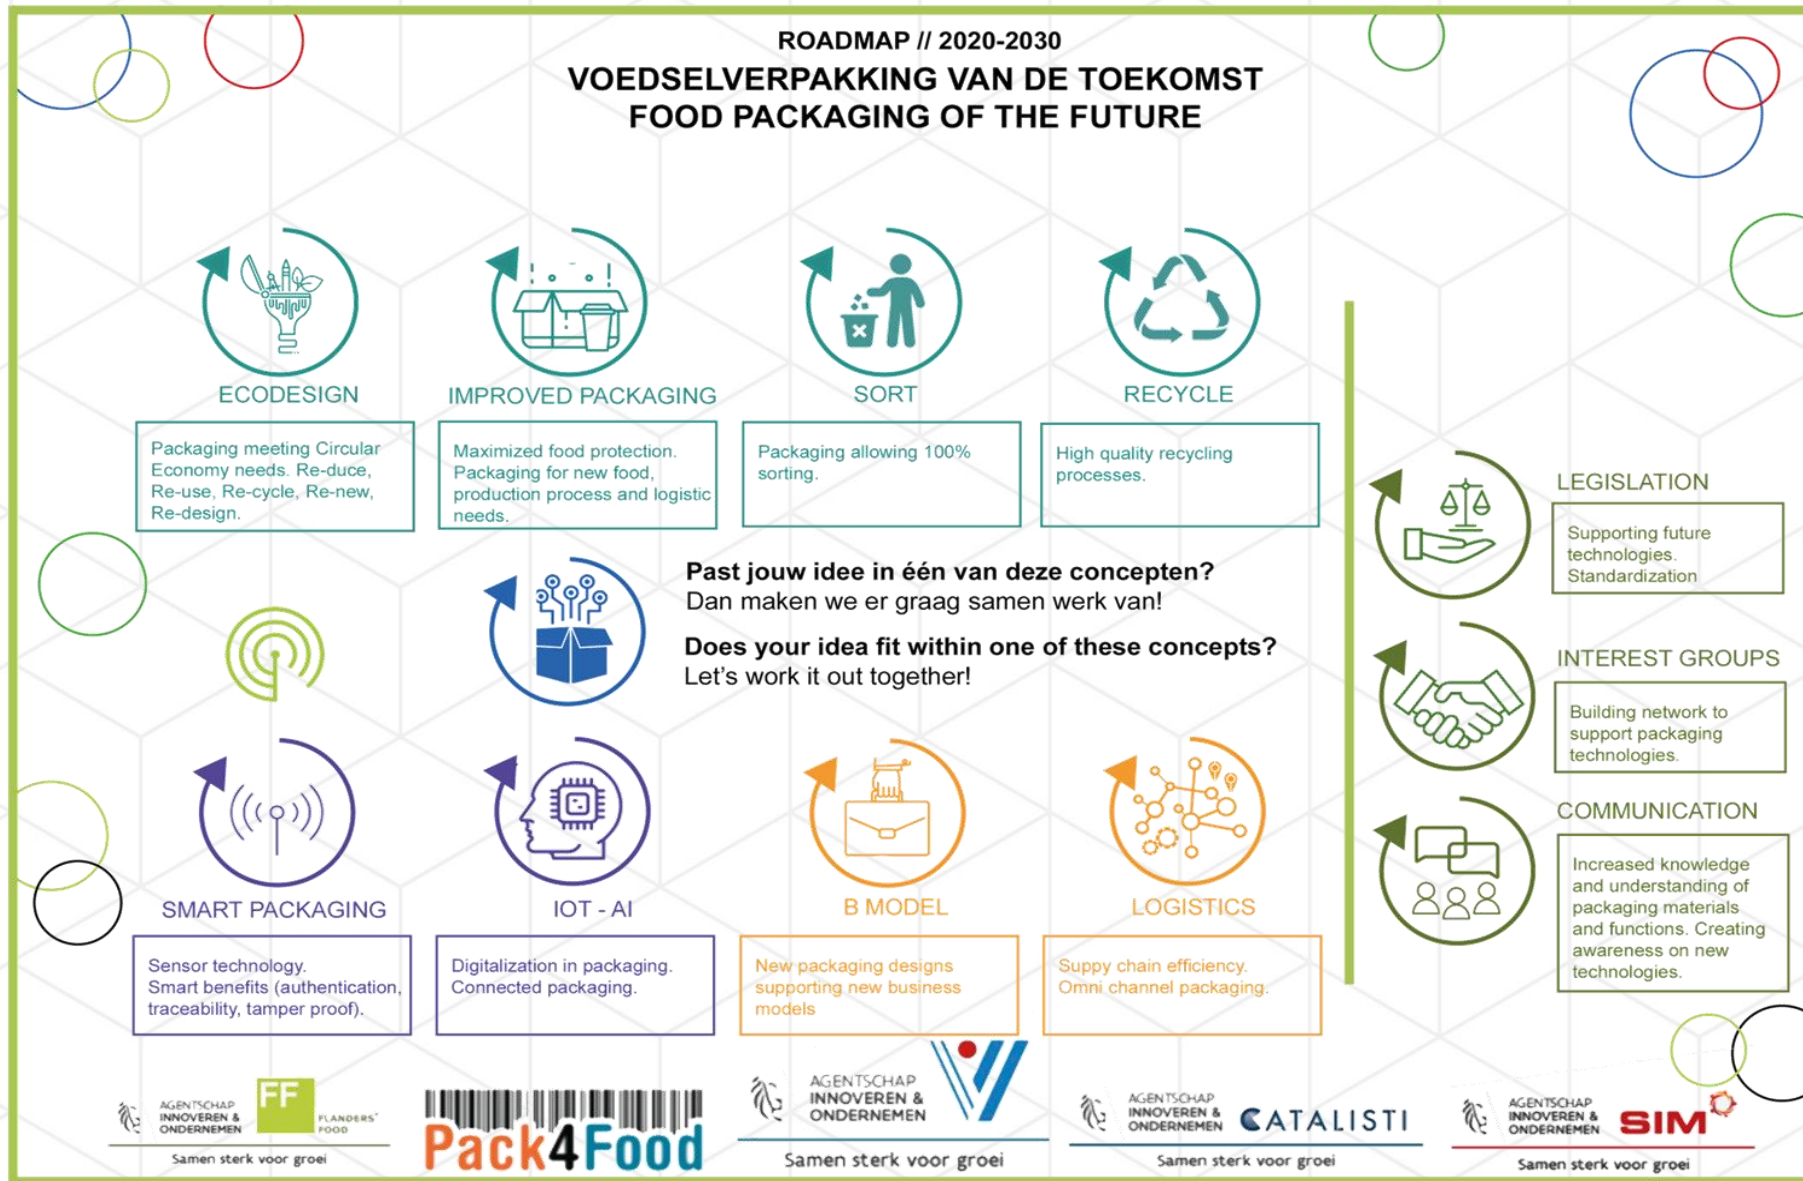 ROADMAP // 2020-2030
VOEDSELVERPAKKING VAN DE TOEKOMST
FOOD PACKAGING OF THE FUTURE
ECODESIGN
Packaging meeting Circular
Economy needs. Re-duce,
Re-use, Re-cycle, Re-new,
Re-design.
IMPROVED PACKAGING
Maximized food protection.
Packaging for new food,
production process and logistic
needs.
SORT
Packaging allowing 100%
sorting.
RECYCLE
High quality recycling
processes.
Past jouw idee in één van deze concepten?
Dan maken we er graag samen werk van!
Does your idea fit within one of these concepts?
Let's work it out together!
SMART PACKAGING
Sensor technology.
Smart benefits (authentication,
traceability, tamper proof).
IOT - AI
Digitalization in packaging.
Connected packaging.
B MODEL
New packaging designs
supporting new business
models
LOGISTICS
Suppy chain efficiency.
Omni channel packaging.
LEGISLATION
Supporting future
technologies.
Standardization
INTEREST GROUPS
Building network to
support packaging
technologies.
COMMUNICATION
Increased knowledge
and understanding of
packaging materials
and functions. Creating
awareness on new
technologies.
AGENTSCHAP
INNOVEREN &
ONDERNEMEN
FF
FLANDERS'
FOOD
Samen sterk voor groei
Pack4Food
AGENTSCHAP
INNOVEREN &
ONDERNEMEN
Samen sterk voor groei
AGENTSCHAP
INNOVEREN &
ONDERNEMEN
CATALISTI
Samen sterk voor groei
AGENTSCHAP
INNOVEREN &
ONDERNEMEN
SIM
Samen sterk voor groei